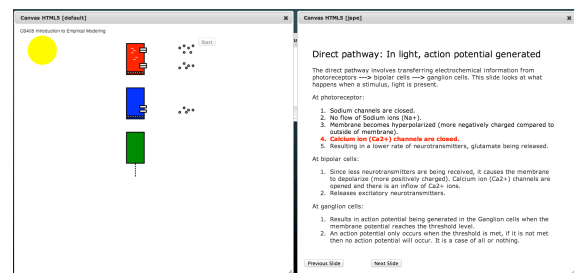 Canvas HTML5 [default]
CS405 Introduction to Empirical Modeling
Start
Canvas HTML5 [jspe]
Direct pathway: In light, action potential generated
The direct pathway involves transferring electrochemical information from
photoreceptors ---> bipolar cells ---> ganglion cells. This slide looks at what
happens when a stimulus, light is present.
At photoreceptor:
1. Sodium channels are closed.
2. No flow of Sodium ions (Na+).
3. Membrane becomes hyperpolarized (more negatively charged compared to
outside of membrane).
4. Calcium ion (Ca2+) channels are closed.
5. Resulting in a lower rate of neurotransmitters, glutamate being released.
At bipolar cells:
1. Since less neurotransmitters are being received, it causes the membrane
to depolarize (more positively charged). Calcium ion (Ca2+) channels are
opened and there is an inflow of Ca2+ ions.
2. Releases excitatory neurotransmitters.
At ganglion cells:
1. Results in action potential being generated in the Ganglion cells when the
membrane potential reaches the threshold level.
2. An action potential only occurs when the threshold is met, if it is not met
then no action potential will occur. It is a case of all or nothing.
Previous Slide
Next Slide